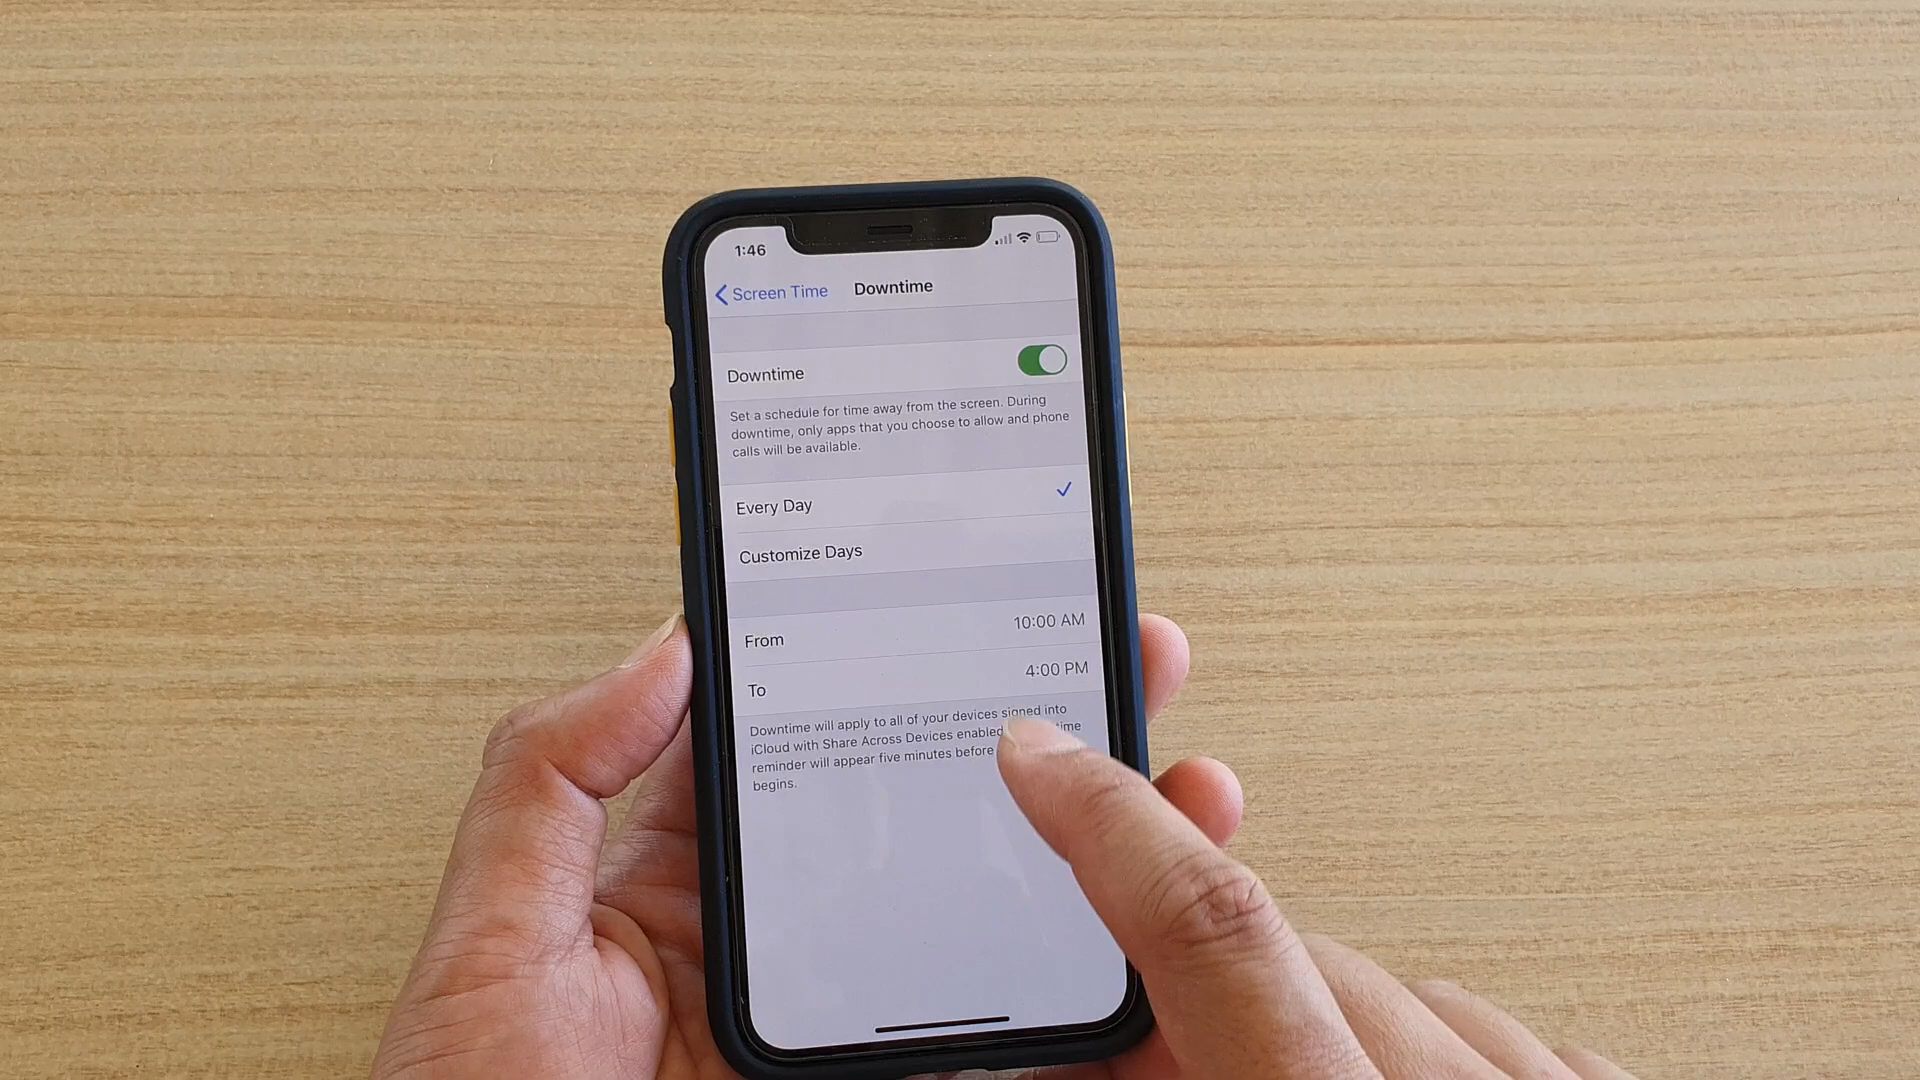 1:46
Screen Time
Downtime
Downtime
Set a schedule for time away from the screen. During
downtime, only apps that you choose to allow and phone
calls will be available.
Every Day
Customize Days
From
10:00 AM
To
4:00 PM
Downtime will apply to all of your devices signed into
iCloud with Share Across Devices enabled
reminder will appear five minutes before
begins.